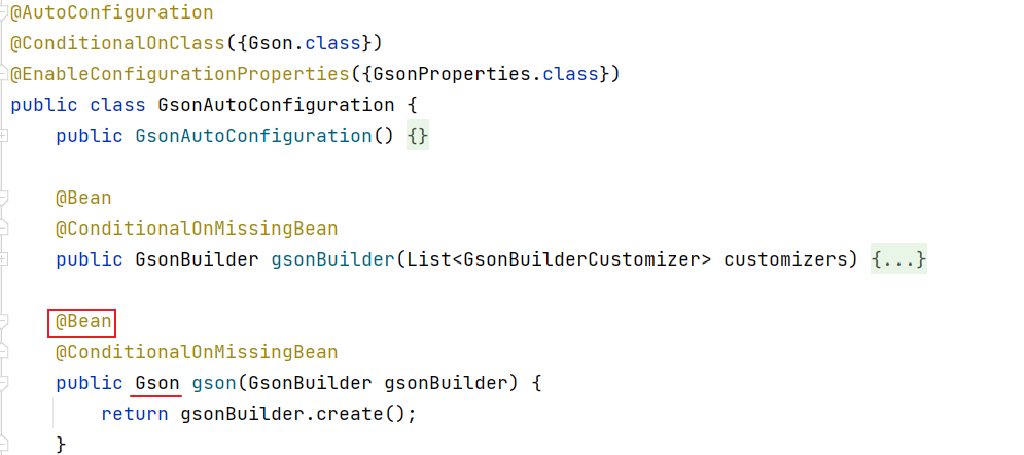 @AutoConfiguration
@ConditionalOnClass({Gson.class})
@EnableConfigurationProperties({GsonProperties.class})
public class GsonAutoConfiguration {
    public GsonAutoConfiguration() {}
    @Bean
    @ConditionalOnMissingBean
    public GsonBuilder gsonBuilder(List<GsonBuilderCustomizer> customizers) {...}
    @Bean
    @ConditionalOnMissingBean
    public Gson gson(GsonBuilder gsonBuilder) {
        return gsonBuilder.create();
    }